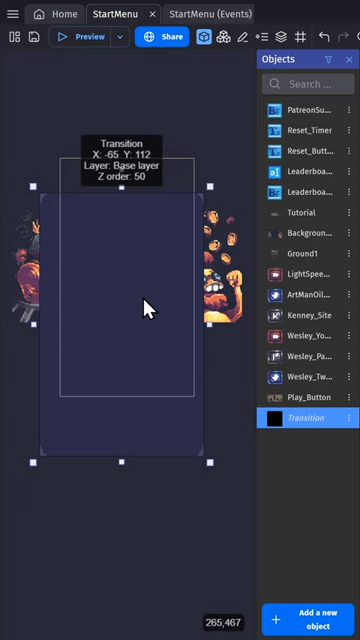 Home
StartMenu
StartMenu (Events)
Preview
Share
Objects
Search ...
PatreonSu...
Reset_Timer
Reset_Butt...
Leaderboa...
Leaderboa...
Tutorial
Backgroun...
Ground1
LightSpee...
ArtManOil...
Kenney_Site
Wesley_Yo...
Wesley_Pa...
Wesley_Tw...
Play_Button
Transition
Transition
X: -65 Y: 112
Layer: Base layer
Z order: 50
265;467
Add a new
object